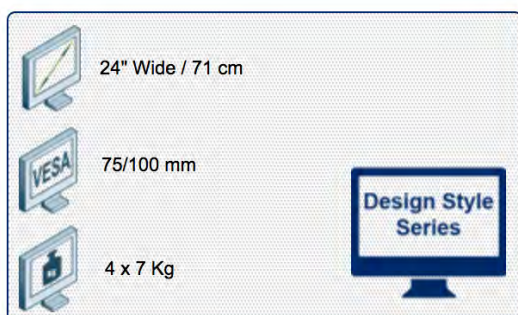 24" Wide / 71 cm
VESA
75/100 mm
Design Style
Series
4 x 7 Kg